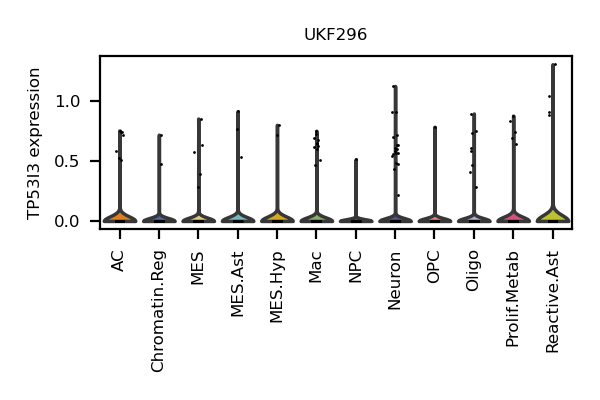 UKF296
TP53I3 expression
1.0
0.5
0.0
AC
Chromatin.Reg
MES
MES.Ast
MES.Hyp
Mac
NPC
Neuron
OPC
Oligo
Prolif.Metab
Reactive.Ast